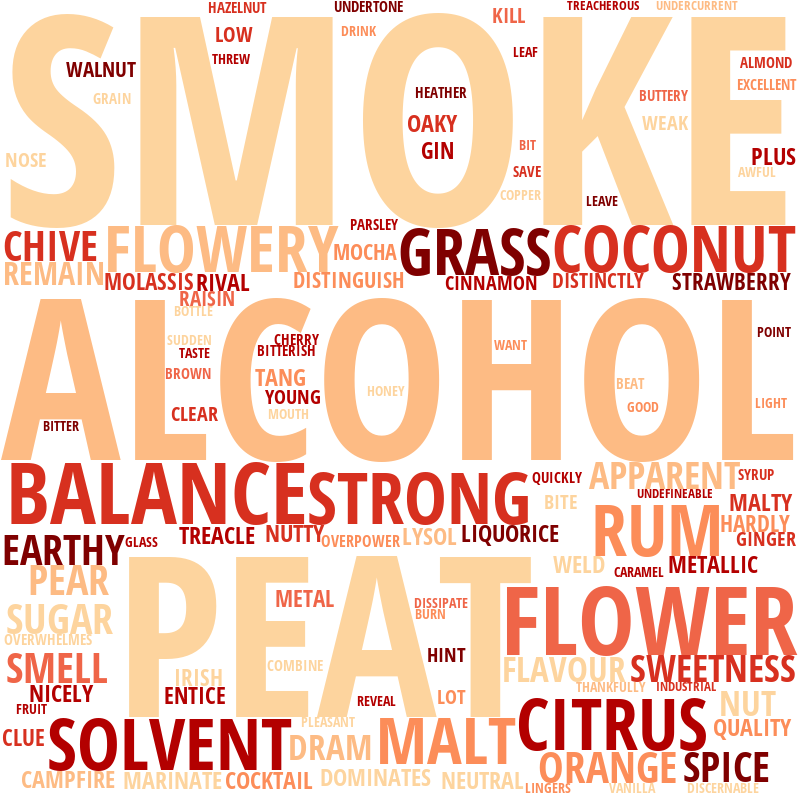 HAZELNUT
UNDERTONE
KILL
TREACHEROUS
UNDERCURRENT
SMOKE
LOW
DRINK
THREW
LEAF
WALNUT
ALMOND
GRAIN
HEATHER
BUTTERY
EXCELLENT
OAKY
WEAK
GIN
BIT
NOSE
PLUS
SAVE
AWFUL
COPPER
LEAVE
CHIVE
FLOWERY
PARSLEY
MOCHA
GRASS
COCONUT
REMAIN
MOLASSIS
RIVAL
DISTINGUISH
CINNAMON
DISTINCTLY
STRAWBERRY
RAISIN
BOTTLE
ALCOHOL
SUDDEN
CHERRY
TASTE
BITTERISH
WANT
POINT
BROWN
TANG
HONEY
BEAT
YOUNG
CLEAR
MOUTH
GOOD
LIGHT
BITTER
BALANCE
STRONG
QUICKLY
APPARENT
SYRUP
BITE
UNDEFINEABLE
MALTY
RUM
HARDLY
EARTHY
GLASS
TREACLE
NUTTY
OVERPOWER
LYSOL
LIQUORICE
GINGER
PEAR
PEAT
WELD
CARAMEL
METALLIC
SUGAR
METAL
DISSIPATE
BURN
FLOWER
OVERWHELMES
SMELL
IRISH
COMBINE
HINT
FLAVOUR
SWEETNESS
NICELY
ENTICE
REVEAL
LOT
THANKFULLY
INDUSTRIAL
FRUIT
NUT
CLUE
SOLVENT
PLEASANT
DRAM
MALT
CITRUS
QUALITY
CAMPFIRE
MARINATE
COCKTAIL
DOMINATES
NEUTRAL
ORANGE
SPICE
LINGERS
VANILLA
DISCERNABLE